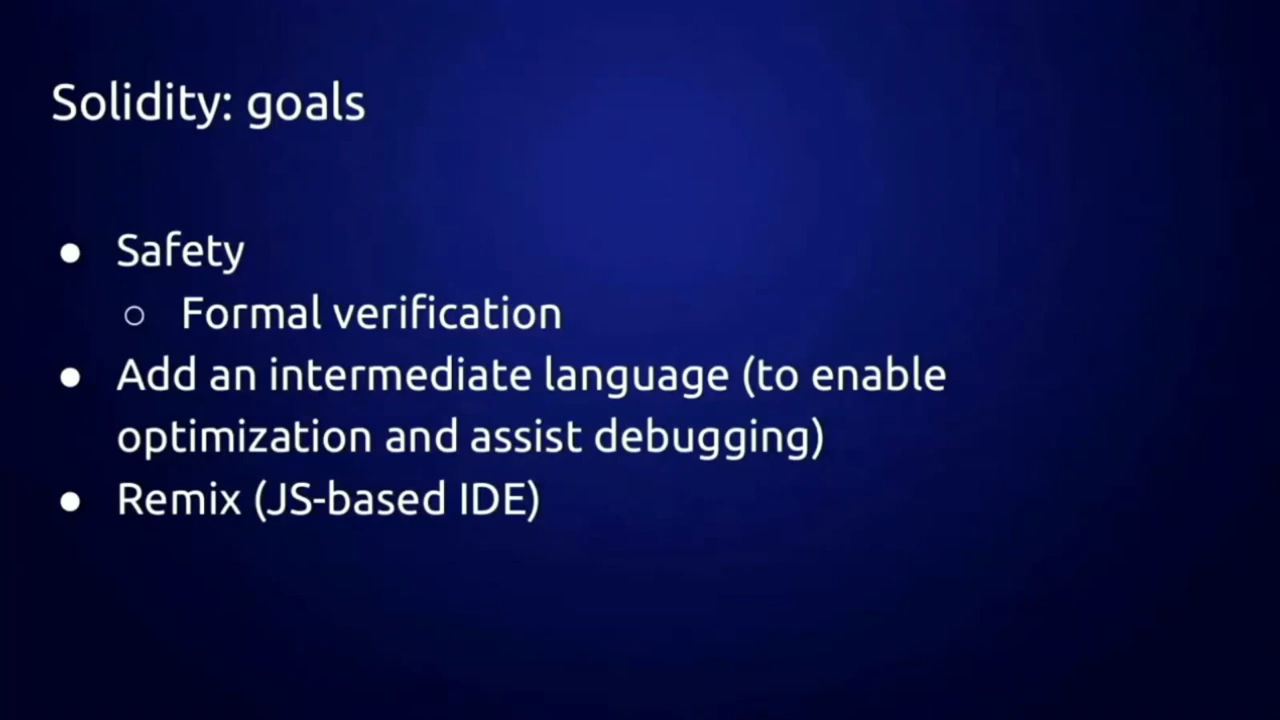 Solidity: goals
● Safety
○ Formal verification
● Add an intermediate language (to enable
optimization and assist debugging)
● Remix (JS-based IDE)